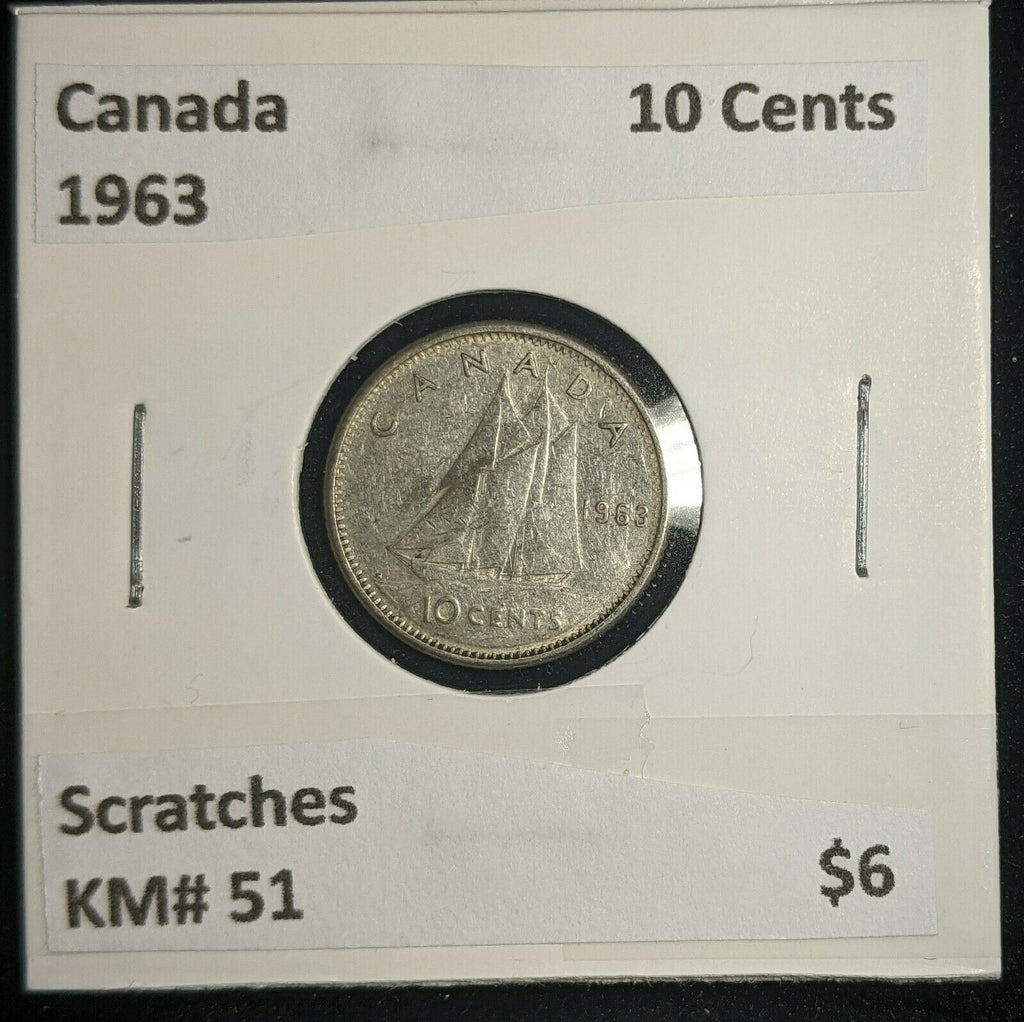 Canada 10 Cents
1963
CANADA
1963
10 CENTS
Scratches
KM# 51 $6